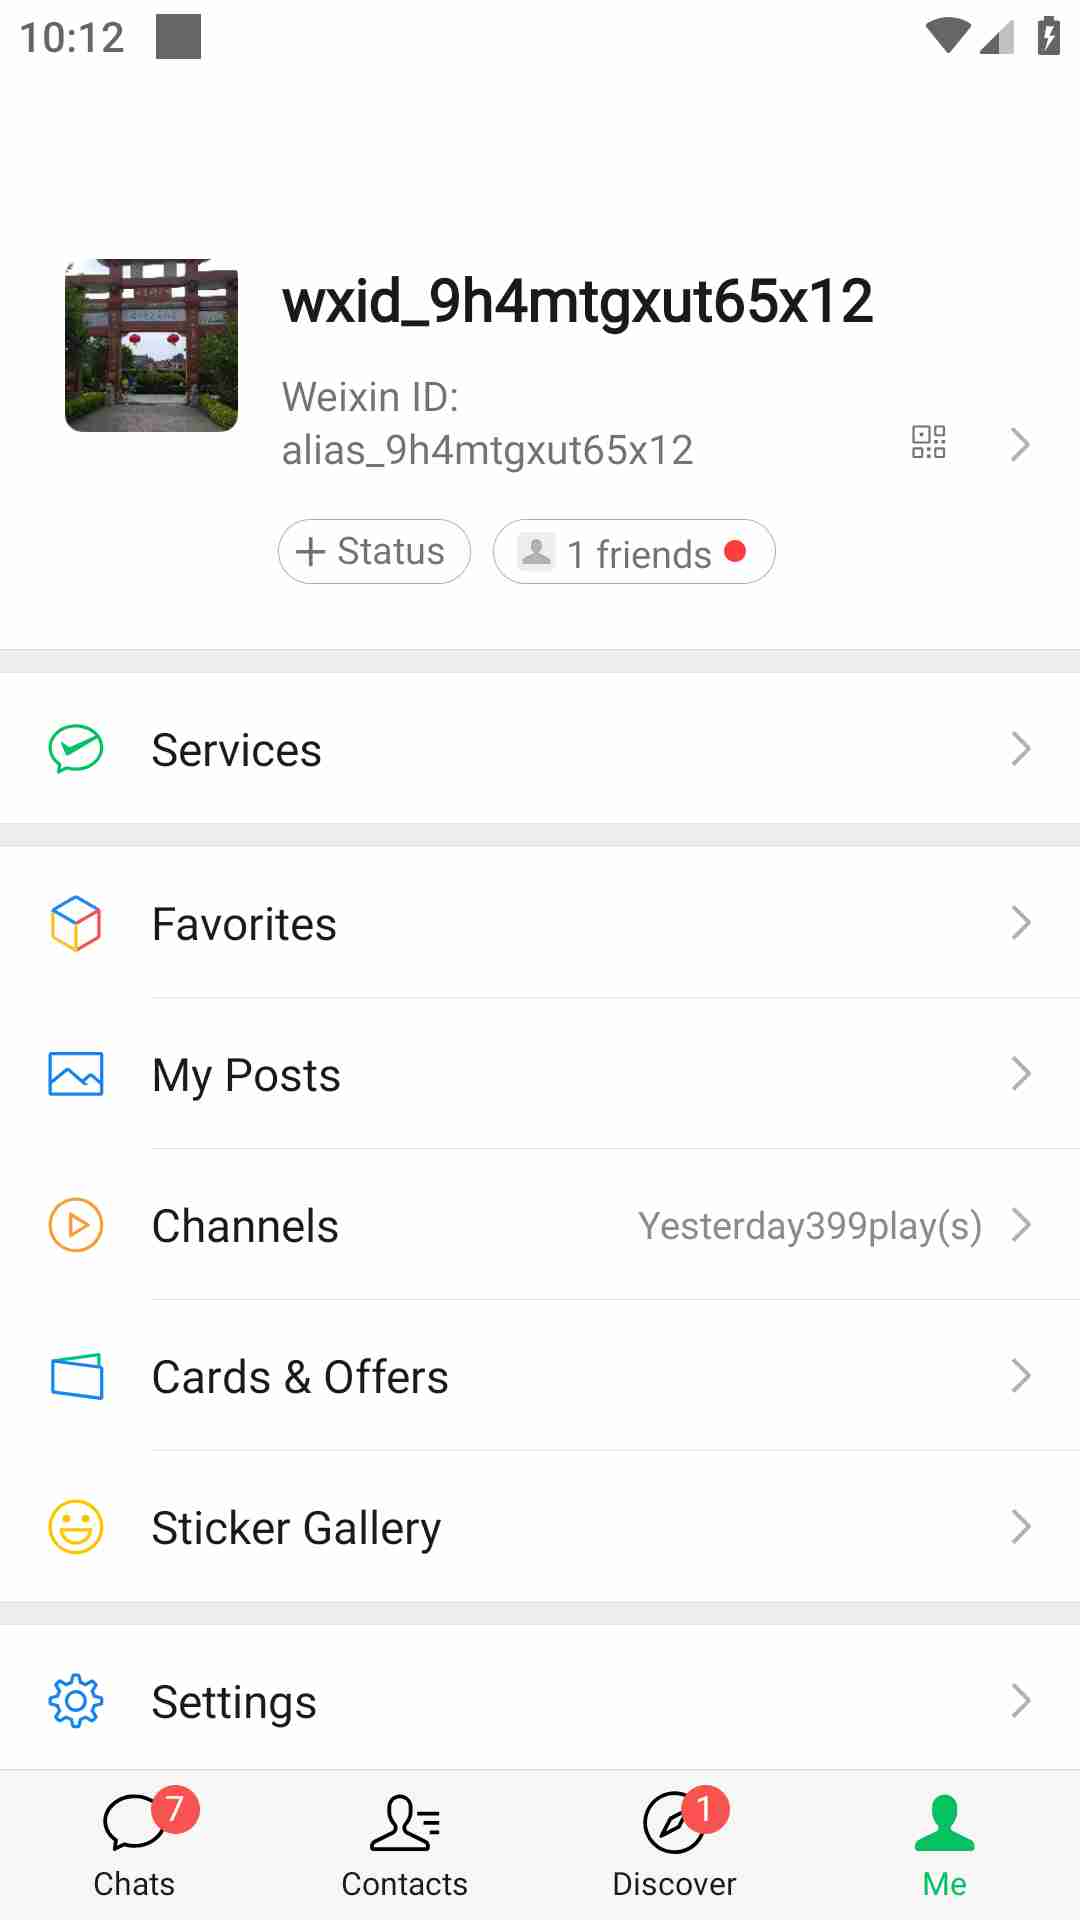 10:12
wxid_9h4mtgxut65x12
Weixin ID:
alias_9h4mtgxut65x12
Status
1 friends
Services
Favorites
My Posts
Channels
Yesterday399play(s)
Cards & Offers
Sticker Gallery
Settings
7
1
Chats
Contacts
Discover
Me